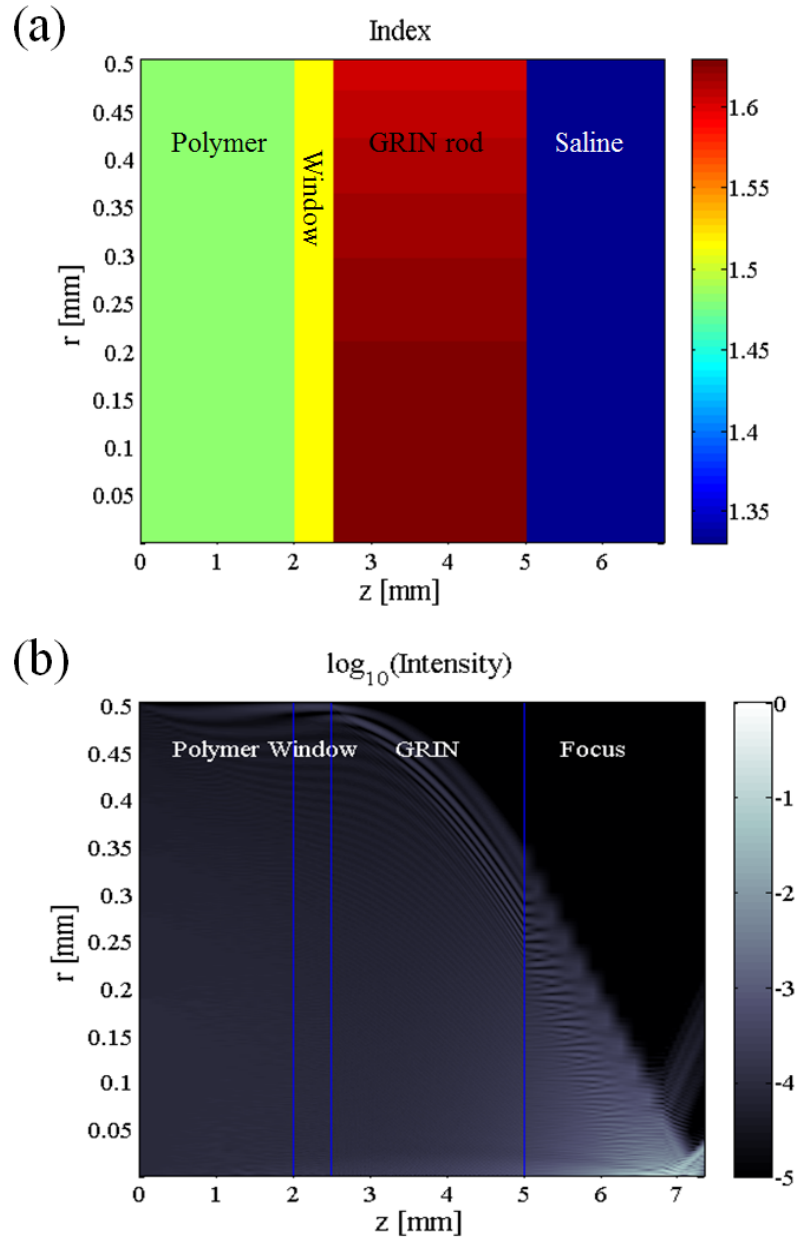 (a)
Index
0.5
0.45
0.4
0.35
0.3
0.25
0.2
0.15
0.1
0.05
r [mm]
Polymer
Window
GRIN rod
Saline
0
1
2
3
4
5
6
z [mm]
1.6
1.55
1.5
1.45
1.4
1.35
(b)
log10(Intensity)
0.5
0.45
0.4
0.35
0.3
0.25
0.2
0.15
0.1
0.05
r [mm]
Polymer
Window
GRIN
Focus
0
1
2
3
4
5
6
7
z [mm]
0
-1
-2
-3
-4
-5